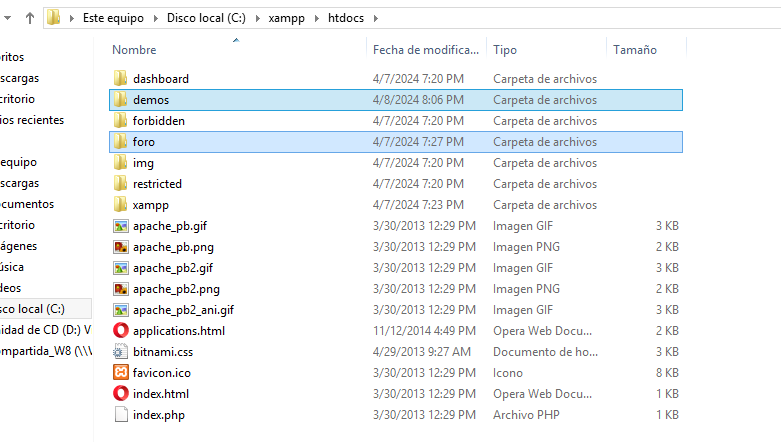 Este equipo Disco local (C:) xampp htdocs
Nombre Fecha de modifica... Tipo Tamaño
oritos
scargas
critorio
ios recientes
equipo
scargas
ocumentos
critorio
ágenes
úsica
deos
sco local (C:)
nidad de CD (D:) V
ompartida_W8 (\\V
dashboard 4/7/2024 7:20 PM Carpeta de archivos
demos 4/8/2024 8:06 PM Carpeta de archivos
forbidden 4/7/2024 7:20 PM Carpeta de archivos
foro 4/7/2024 7:27 PM Carpeta de archivos
img 4/7/2024 7:20 PM Carpeta de archivos
restricted 4/7/2024 7:20 PM Carpeta de archivos
xampp 4/7/2024 7:23 PM Carpeta de archivos
apache_pb.gif 3/30/2013 12:29 PM Imagen GIF 3 KB
apache_pb.png 3/30/2013 12:29 PM Imagen PNG 2 KB
apache_pb2.gif 3/30/2013 12:29 PM Imagen GIF 3 KB
apache_pb2.png 3/30/2013 12:29 PM Imagen PNG 2 KB
apache_pb2_ani.gif 3/30/2013 12:29 PM Imagen GIF 3 KB
applications.html 11/12/2014 4:49 PM Opera Web Docu... 2 KB
bitnami.css 4/29/2013 9:27 AM Documento de ho... 3 KB
favicon.ico 3/30/2013 12:29 PM Icono 8 KB
index.html 3/30/2013 12:29 PM Opera Web Docu... 1 KB
index.php 3/30/2013 12:29 PM Archivo PHP 1 KB